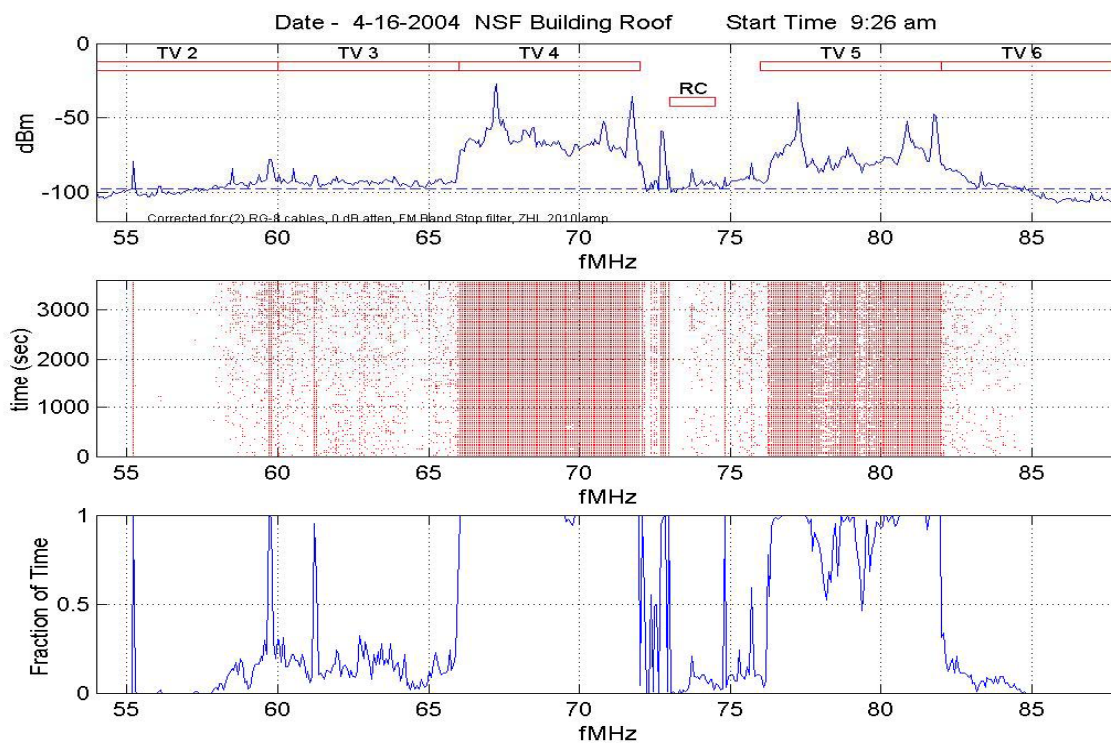 Date - 4-16-2004 NSF Building Roof Start Time 9:26 am
0
-50
-100
dBm
TV 2 TV 3 TV 4 TV 5 TV 6
RC
Corrected for (2) RG-8 cables, 0 dB atten, FM Band Stop filter, ZHL 2010 amp
55 60 65 70 75 80 85
fMHz
3000
2000
1000
0
time (sec)
55 60 65 70 75 80 85
fMHz
1
0.5
0
Fraction of Time
55 60 65 70 75 80 85
fMHz